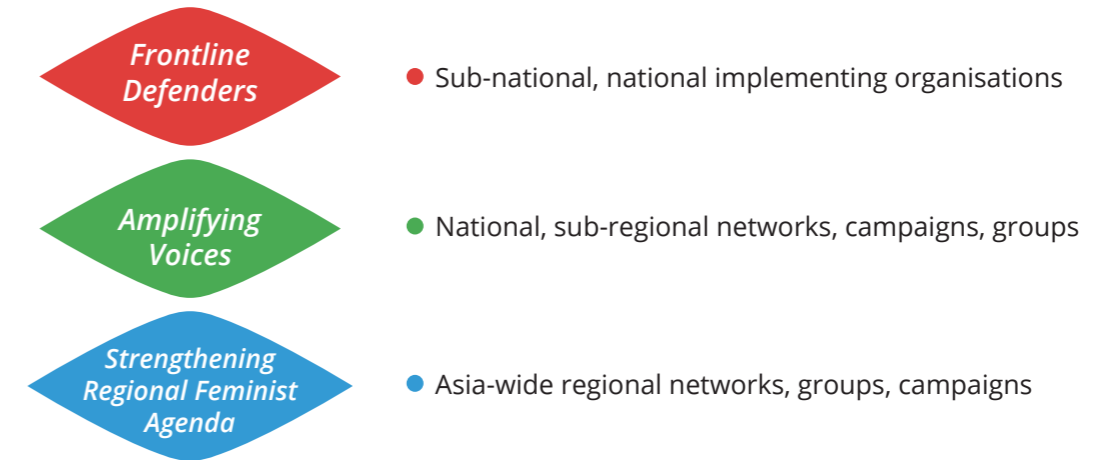 Frontline
Defenders
Sub-national, national implementing organisations
Amplifying
Voices
National, sub-regional networks, campaigns, groups
Strengthening
Regional Feminist
Agenda
Asia-wide regional networks, groups, campaigns